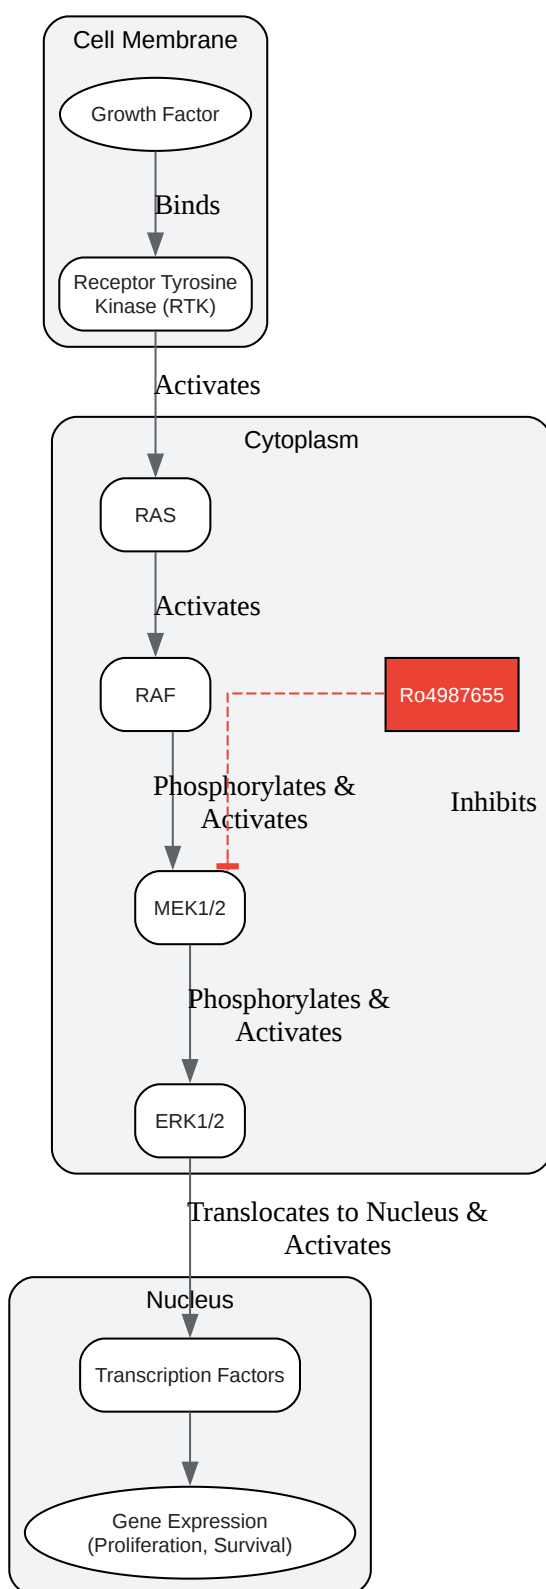 Cell Membrane
Growth Factor
Binds
Receptor Tyrosine
Kinase (RTK)
Activates
Cytoplasm
RAS
Activates
RAF
Ro4987655
Phosphorylates &
Activates
Inhibits
MEK1/2
Phosphorylates &
Activates
ERK1/2
Translocates to Nucleus &
Activates
Nucleus
Transcription Factors
Gene Expression
(Proliferation, Survival)